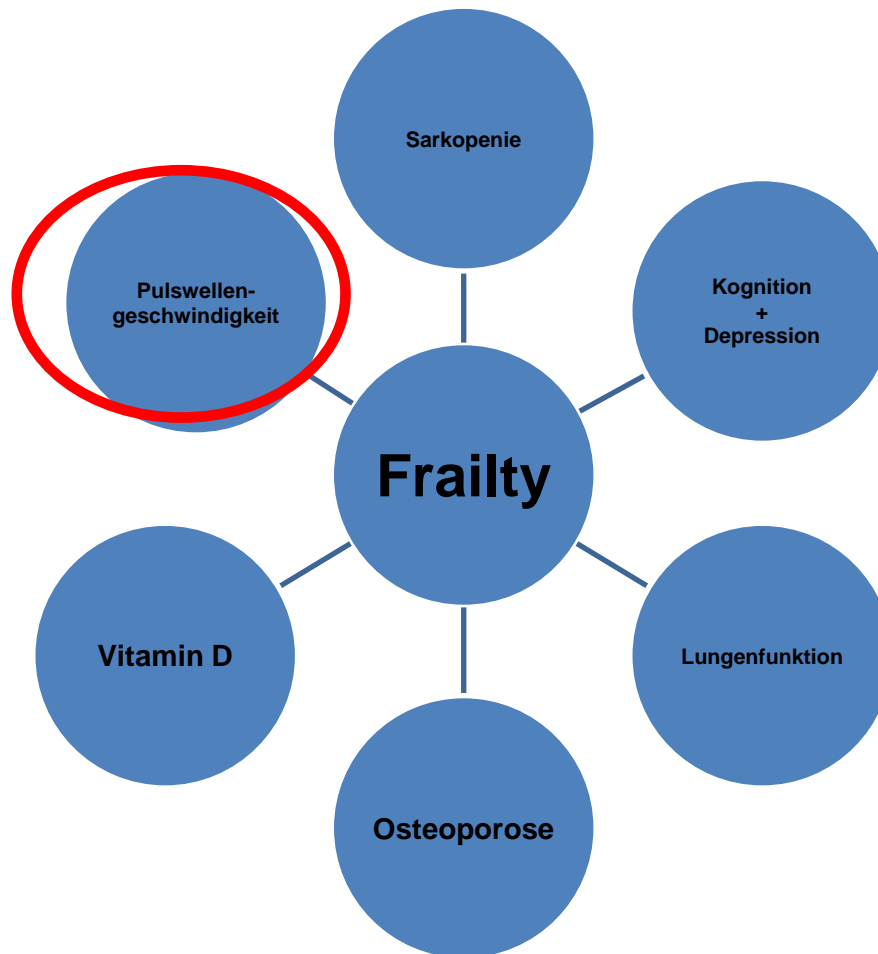 Sarkopenie
Pulswellen-
geschwindigkeit
Kognition
+
Depression
Frailty
Vitamin D
Lungenfunktion
Osteoporose